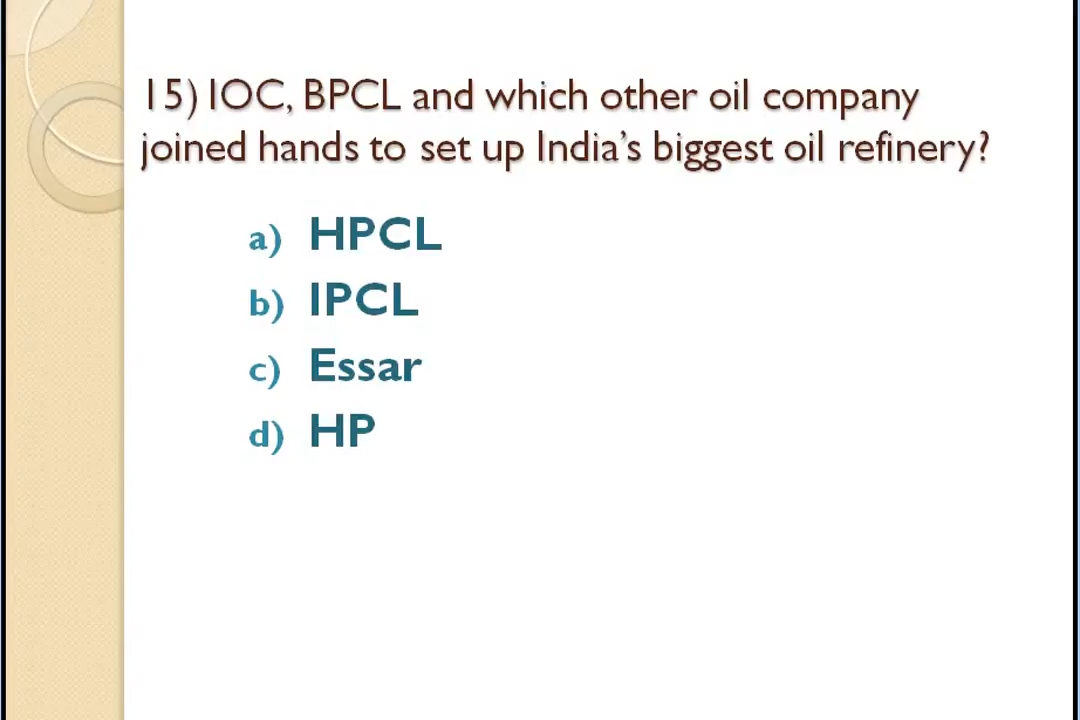 15) IOC, BPCL and which other oil company
joined hands to set up India's biggest oil refinery?
a) HPCL
b) IPCL
c) Essar
d) HP